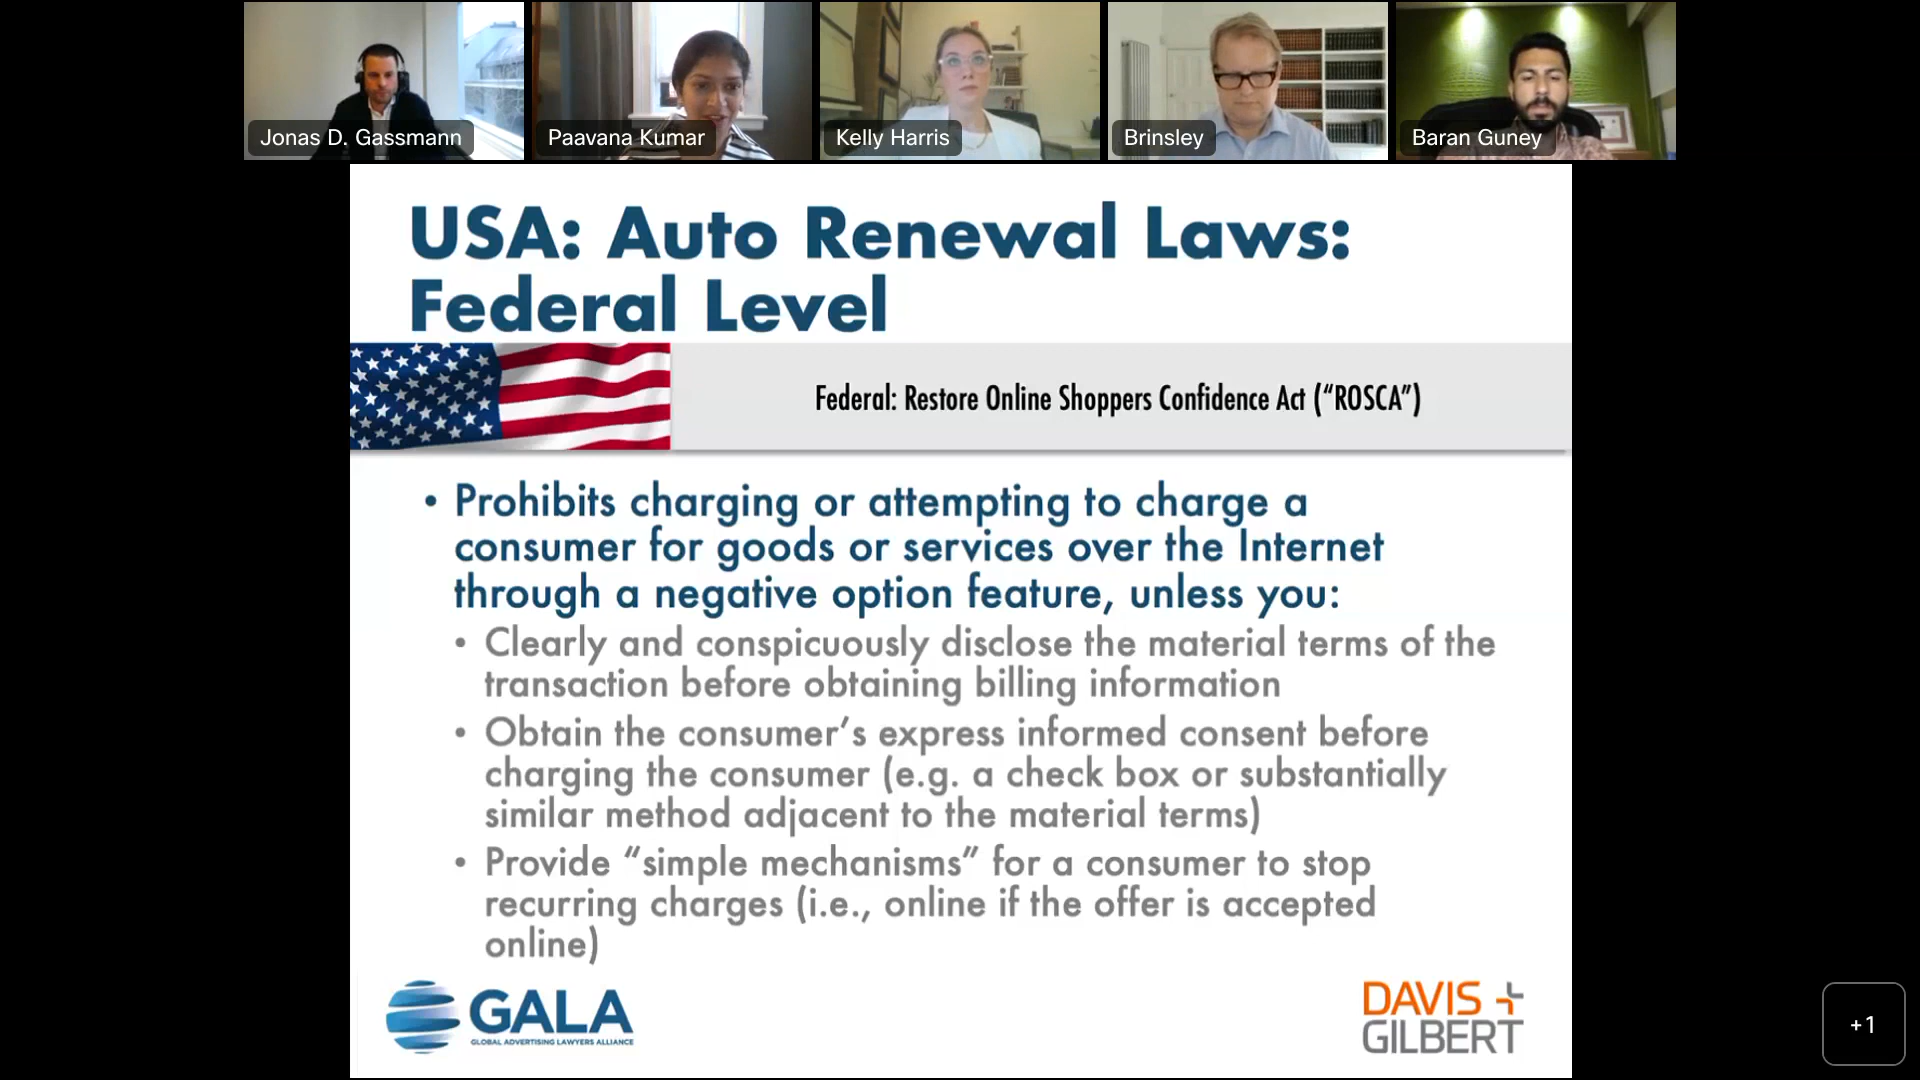 Jonas D. Gassmann
Paavana Kumar
Kelly Harris
Brinsley
Baran Guney
USA: Auto Renewal Laws:
Federal Level
Federal: Restore Online Shoppers Confidence Act (“ROSCA”)
• Prohibits charging or attempting to charge a
consumer for goods or services over the Internet
through a negative option feature, unless you:
• Clearly and conspicuously disclose the material terms of the
transaction before obtaining billing information
• Obtain the consumer’s express informed consent before
charging the consumer (e.g. a check box or substantially
similar method adjacent to the material terms)
• Provide “simple mechanisms” for a consumer to stop
recurring charges (i.e., online if the offer is accepted
online)
GALA
GLOBAL ADVERTISING LAWYERS ALLIANCE
DAVIS+
GILBERT
+1